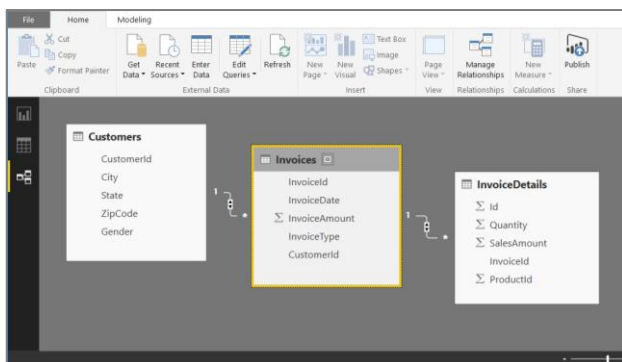 File Home Modeling
Cut
Copy
Format Painter
Paste
Get Data
Recent Sources
Enter Data
Edit Queries
Refresh
New Page
New Visual
Text Box
Image
Shapes
Page View
Manage Relationships
New Measure
Publish
Clipboard External Data Insert View Relationships Calculations Share
Customers
CustomerId
City
State
ZipCode
Gender
1
*
Invoices
InvoiceId
InvoiceDate
Σ InvoiceAmount
InvoiceType
CustomerId
1
*
InvoiceDetails
Σ Id
Σ Quantity
Σ SalesAmount
InvoiceId
Σ ProductId